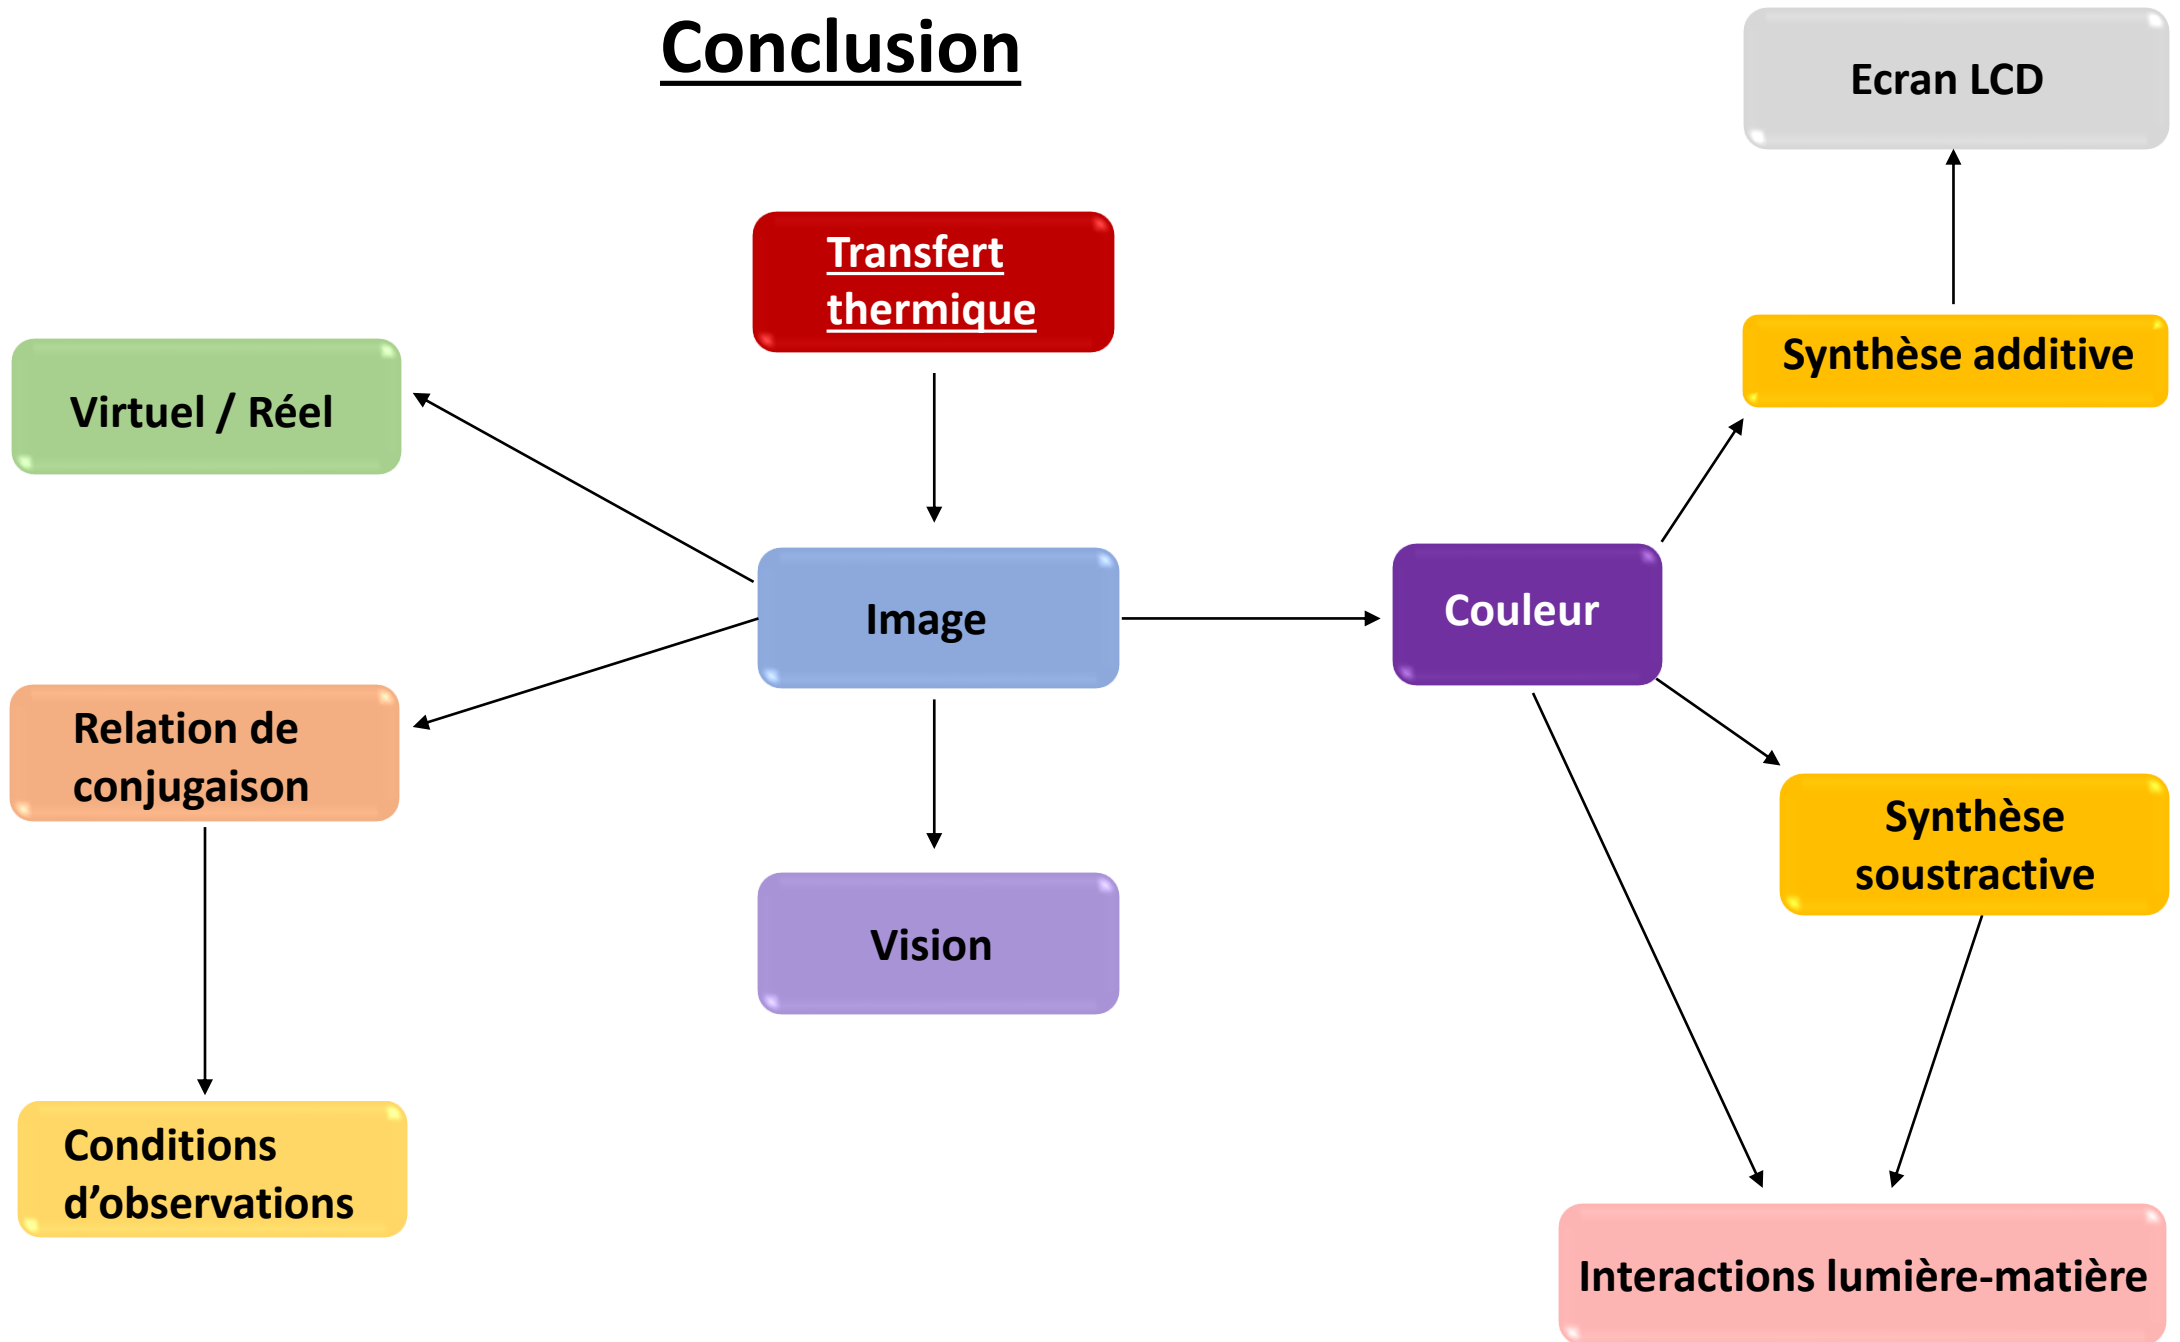 Conclusion
Ecran LCD
Transfert
thermique
Synthèse additive
Virtuel / Réel
Image
Couleur
Relation de
conjugaison
Synthèse
soustractive
Vision
Conditions
d’observations
Interactions lumière-matière